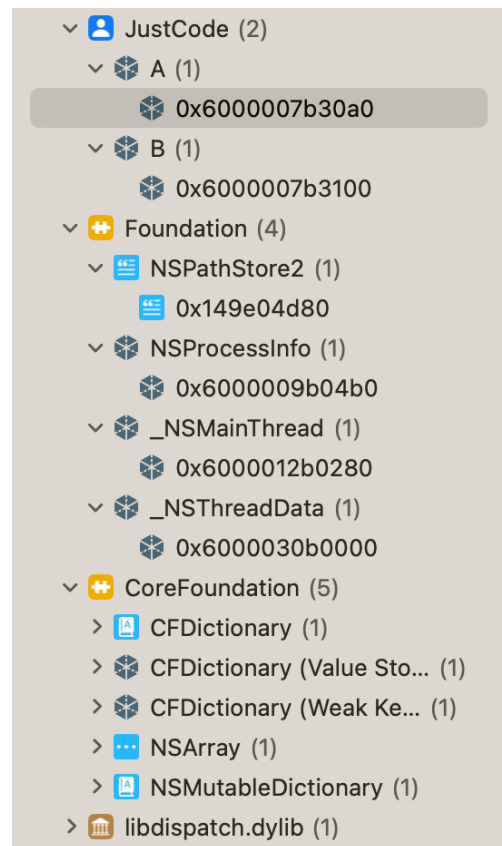 JustCode (2)
A (1)
0x6000007b30a0
B (1)
0x6000007b3100
Foundation (4)
NSPathStore2 (1)
0x149e04d80
NSProcessInfo (1)
0x6000009b04b0
_NSMainThread (1)
0x6000012b0280
_NSThreadData (1)
0x6000030b0000
CoreFoundation (5)
CFDictionary (1)
CFDictionary (Value Sto... (1)
CFDictionary (Weak Ke... (1)
NSArray (1)
NSMutableDictionary (1)
libdispatch.dylib (1)